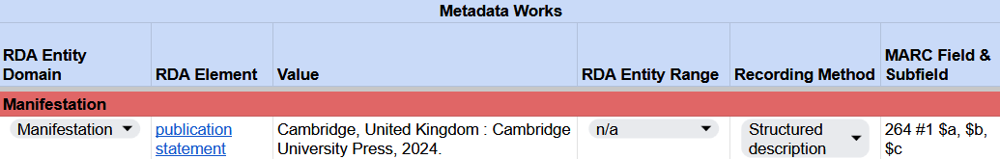 Metadata Works
RDA Entity Domain RDA Element Value RDA Entity Range Recording Method MARC Field & Subfield
Manifestation
Manifestation publication statement Cambridge, United Kingdom : Cambridge University Press, 2024. n/a Structured description 264 #1 $a, $b, $c